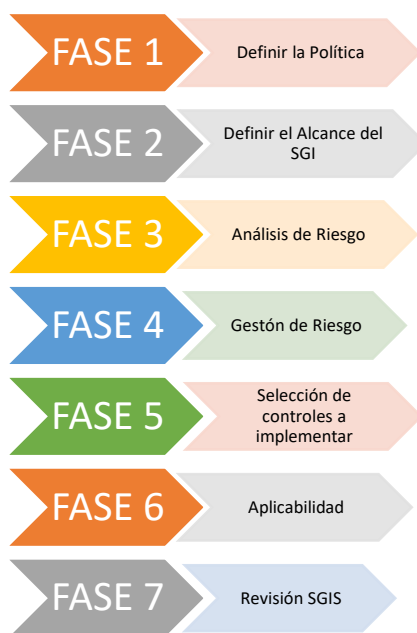 FASE 1
Definir la Política
FASE 2
Definir el Alcance del
SGI
FASE 3
Análisis de Riesgo
FASE 4
Gestón de Riesgo
FASE 5
Selección de
controles a
implementar
FASE 6
Aplicabilidad
FASE 7
Revisión SGIS